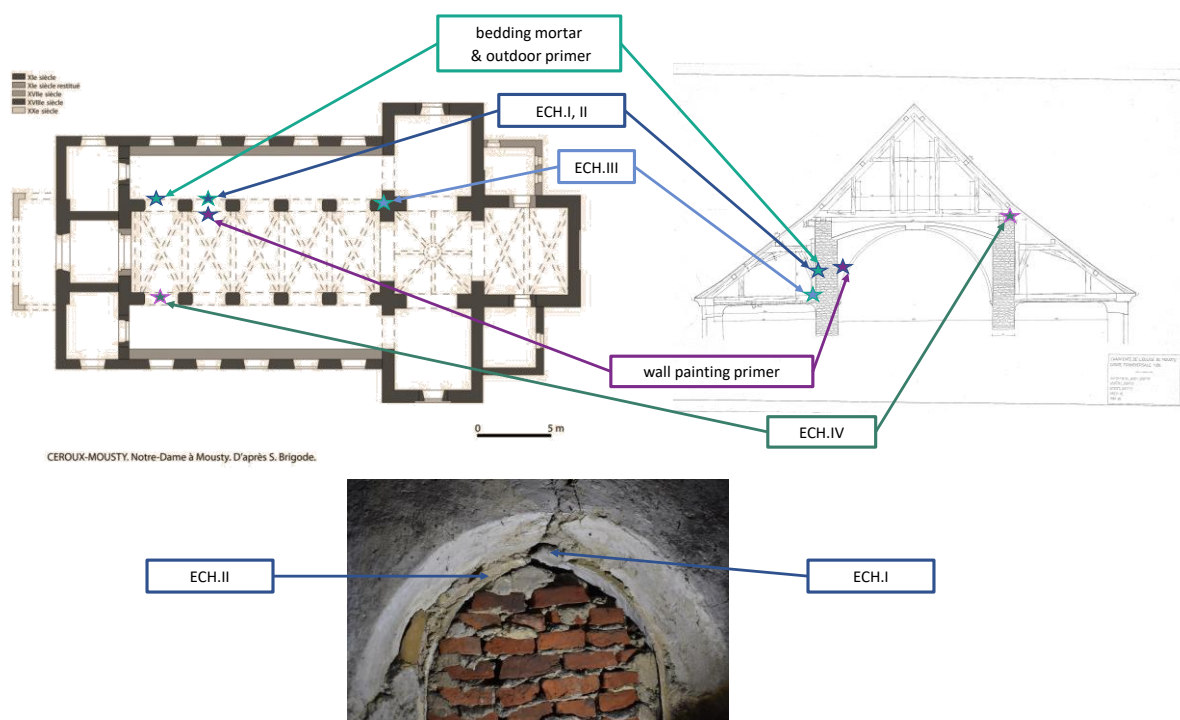 bedding mortar
& outdoor primer
XIe siècle
XIe siècle restitué
XVIIe siècle
XVIIIe siècle
XXe siècle
ECH.I, II
ECH.III
wall painting primer
ECH.IV
0 5 m
CEROUX-MOUSTY. Notre-Dame à Mousty. D'après S. Brigode.
ECH.II
ECH.I